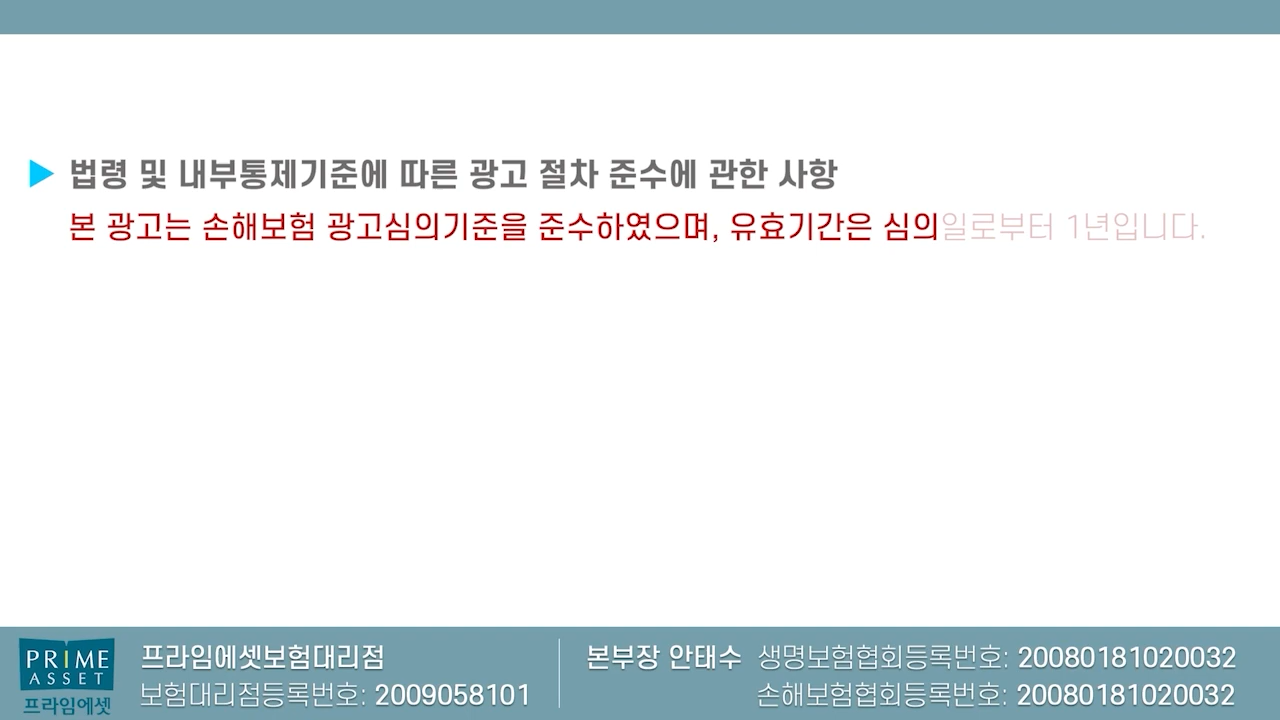 ▶ 법령 및 내부통제기준에 따른 광고 절차 준수에 관한 사항
본 광고는 손해보험 광고심의기준을 준수하였으며, 유효기간은 심의일로부터 1년입니다.
PRIME
ASSET
프라임에셋
프라임에셋보험대리점
보험대리점등록번호: 2009058101
본부장 안태수 생명보험협회등록번호: 20080181020032
손해보험협회등록번호: 20080181020032